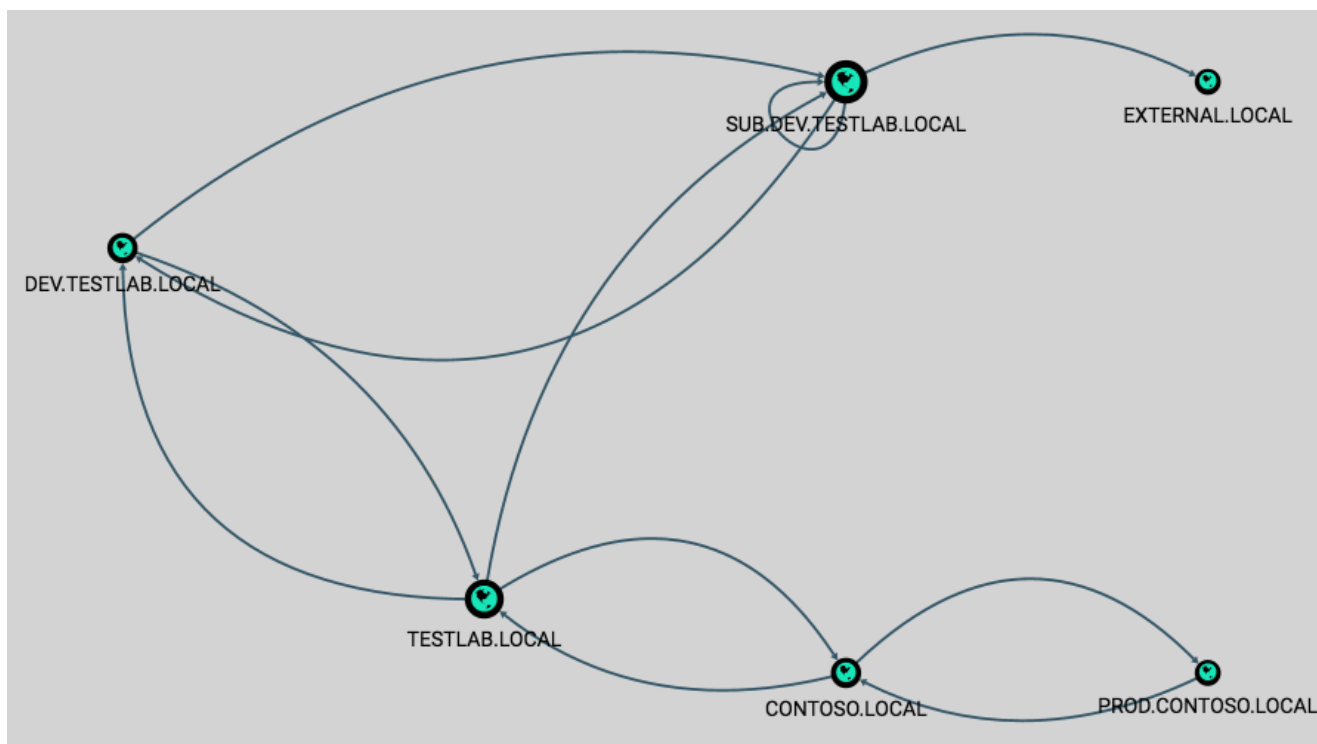 SUB.DEV.TESTLAB.LOCAL
EXTERNAL.LOCAL
DEV.TESTLAB.LOCAL
TESTLAB.LOCAL
CONTOSO.LOCAL
PROD.CONTOSO.LOCAL